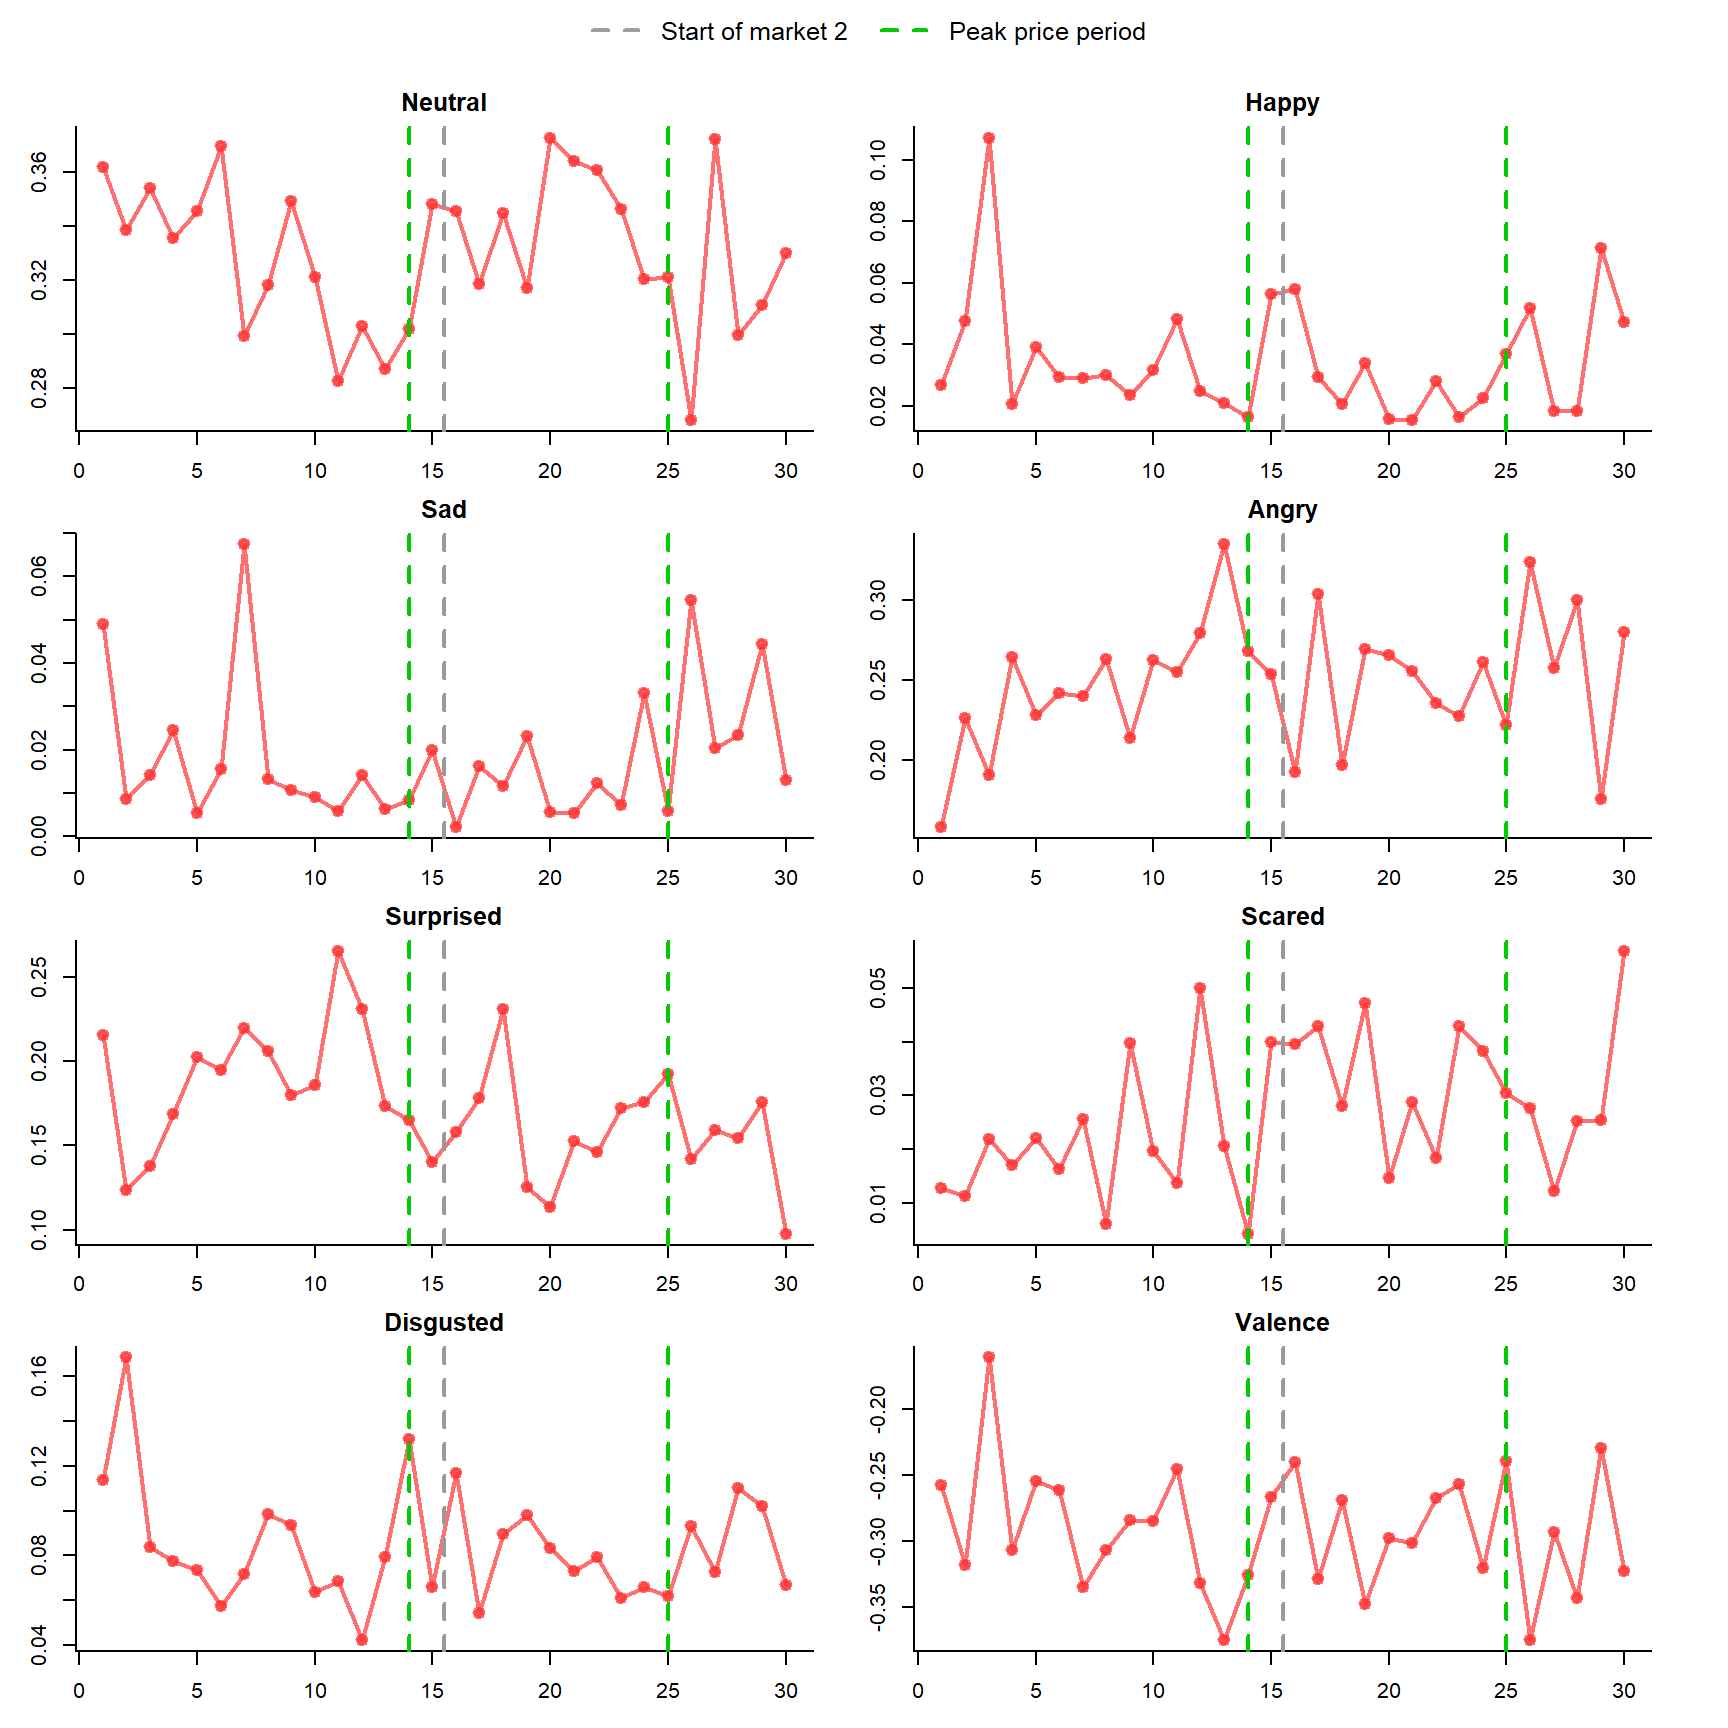 Start of market 2 Peak price period
Neutral Happy
0.36 0.32 0.28
0 5 10 15 20 25 30
0.10 0.08 0.06 0.04 0.02
0 5 10 15 20 25 30
Sad Angry
0.06 0.04 0.02 0.00
0 5 10 15 20 25 30
0.30 0.25 0.20
0 5 10 15 20 25 30
Surprised Scared
0.25 0.20 0.15 0.10
0 5 10 15 20 25 30
0.05 0.03 0.01
0 5 10 15 20 25 30
Disgusted Valence
0.16 0.12 0.08 0.04
0 5 10 15 20 25 30
-0.20 -0.25 -0.30 -0.35
0 5 10 15 20 25 30